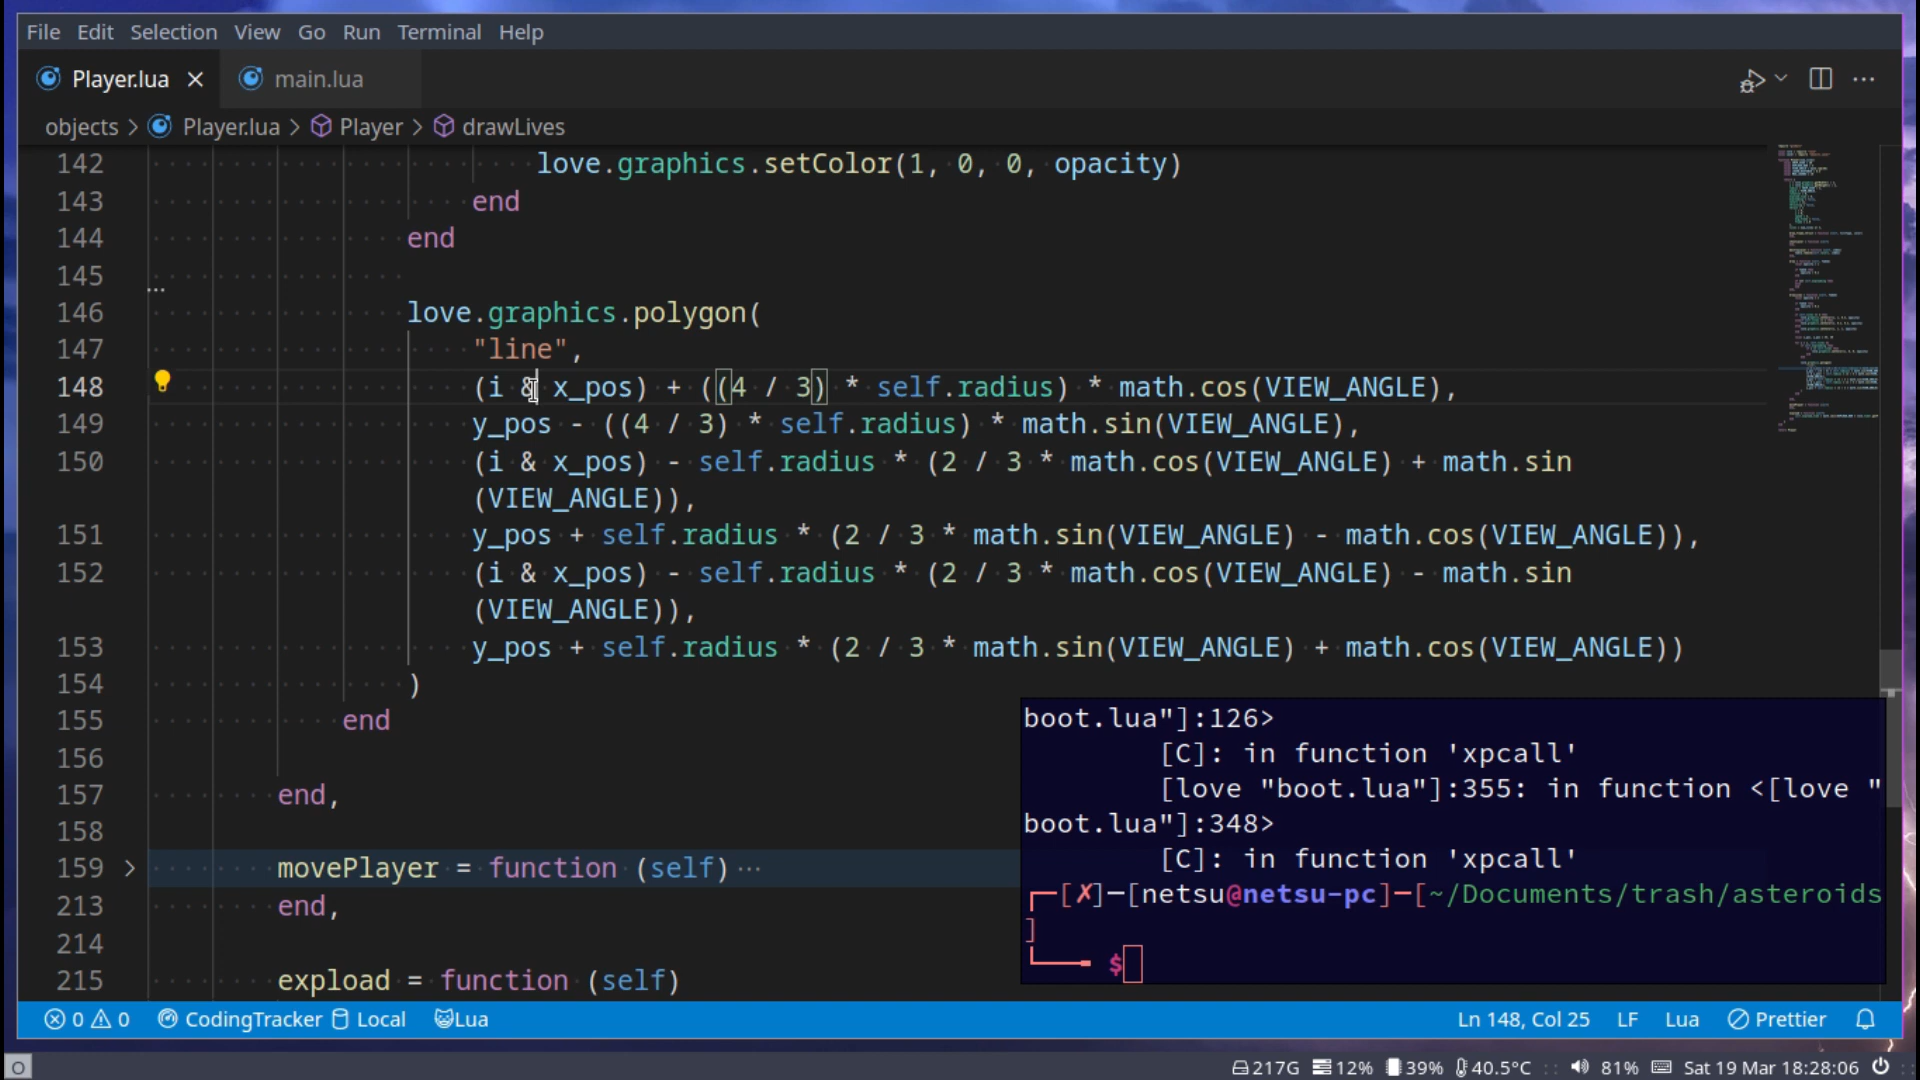 File Edit Selection View Go Run Terminal Help
Player.lua main.lua
objects > Player.lua > Player > drawLives
142 love.graphics.setColor(1, 0, 0, opacity)
143 end
144 end
145
146 love.graphics.polygon(
147 "line",
148 (i & x_pos) + ((4 / 3) * self.radius) * math.cos(VIEW_ANGLE),
149 y_pos - ((4 / 3) * self.radius) * math.sin(VIEW_ANGLE),
150 (i & x_pos) - self.radius * (2 / 3 * math.cos(VIEW_ANGLE) + math.sin
(VIEW_ANGLE)),
151 y_pos + self.radius * (2 / 3 * math.sin(VIEW_ANGLE) - math.cos(VIEW_ANGLE)),
152 (i & x_pos) - self.radius * (2 / 3 * math.cos(VIEW_ANGLE) - math.sin
(VIEW_ANGLE)),
153 y_pos + self.radius * (2 / 3 * math.sin(VIEW_ANGLE) + math.cos(VIEW_ANGLE))
154 )
155 end
156
157 end,
158
159 movePlayer = function (self) ...
213 end,
214
215 expload = function (self)
boot.lua"]:126>
[C]: in function 'xpcall'
[love "boot.lua"]:355: in function <[love "
boot.lua"]:348>
[C]: in function 'xpcall'
┌─[✗]─[netsu@netsu-pc]─[~/Documents/trash/asteroids
]
└──╼ $
0 0 CodingTracker Local Lua Ln 148, Col 25 LF Lua Prettier
217G 12% 39% 40.5°C :: 81% Sat 19 Mar 18:28:06